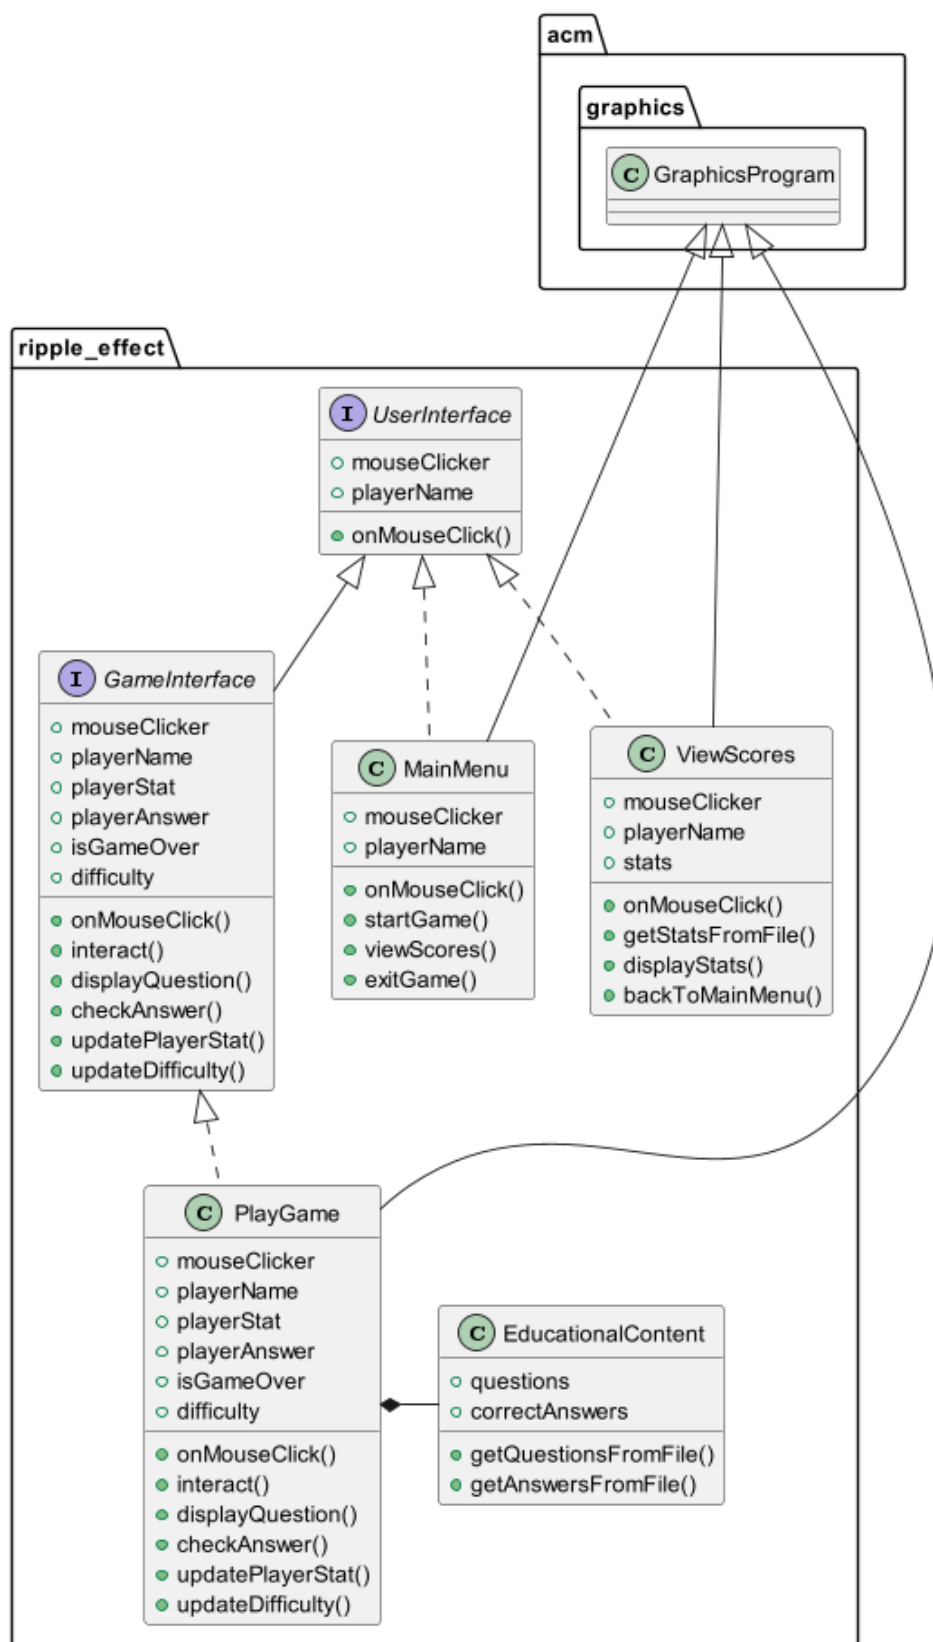 acm
graphics
C GraphicsProgram
ripple_effect
I UserInterface
mouseClicker
playerName
onMouseClick()
I GameInterface
mouseClicker
playerName
playerStat
playerAnswer
isGameOver
difficulty
onMouseClick()
interact()
displayQuestion()
checkAnswer()
updatePlayerStat()
updateDifficulty()
C MainMenu
mouseClicker
playerName
onMouseClick()
startGame()
viewScores()
exitGame()
C ViewScores
mouseClicker
playerName
stats
onMouseClick()
getStatsFromFile()
displayStats()
backToMainMenu()
C PlayGame
mouseClicker
playerName
playerStat
playerAnswer
isGameOver
difficulty
onMouseClick()
interact()
displayQuestion()
checkAnswer()
updatePlayerStat()
updateDifficulty()
C EducationalContent
questions
correctAnswers
getQuestionsFromFile()
getAnswersFromFile()